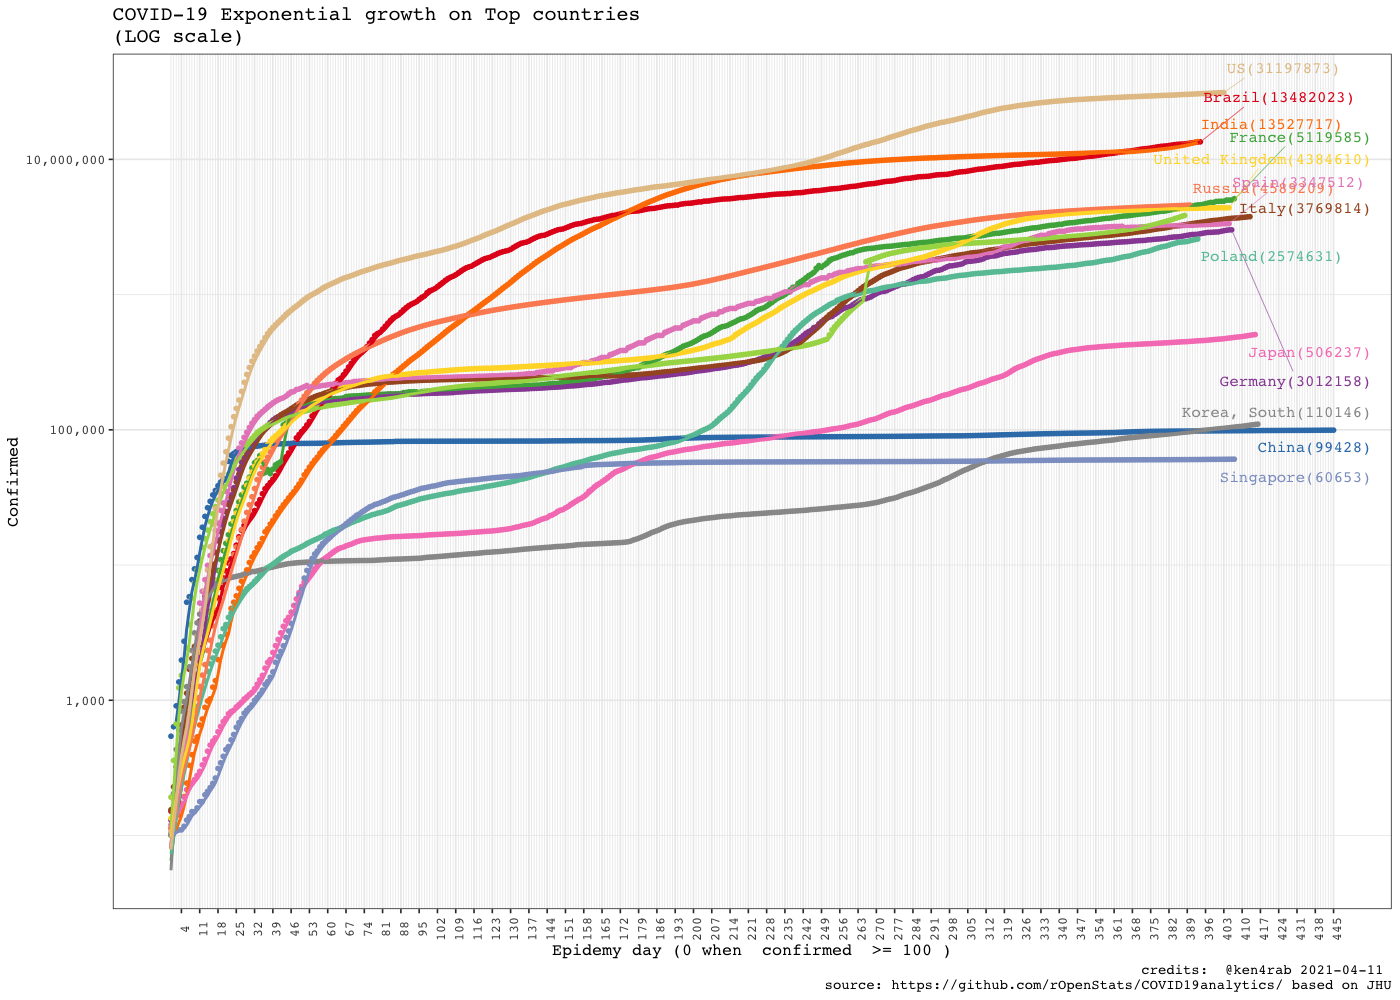 COVID-19 Exponential growth on Top countries
(LOG scale)
US(31197873)
Brazil(13482023)
India(13527717)
France(5119585)
United Kingdom(4384610)
Spain(3347512)
Russia(4589209)
Italy(3769814)
Poland(2574631)
Japan(506237)
Germany(3012158)
Korea, South(110146)
China(99428)
Singapore(60653)
10,000,000
100,000
1,000
Confirmed
4 11 18 25 32 39 46 53 60 67 74 81 88 95 102 109 116 123 130 137 144 151 158 165 172 179 186 193 200 207 214 221 228 235 242 249 256 263 270 277 284 291 298 305 312 319 326 333 340 347 354 361 368 375 382 389 396 403 410 417 424 431 438 445
Epidemy day (0 when  confirmed  >= 100 )
credits:  @ken4rab 2021-04-11
source: https://github.com/rOpenStats/COVID19analytics/ based on JHU